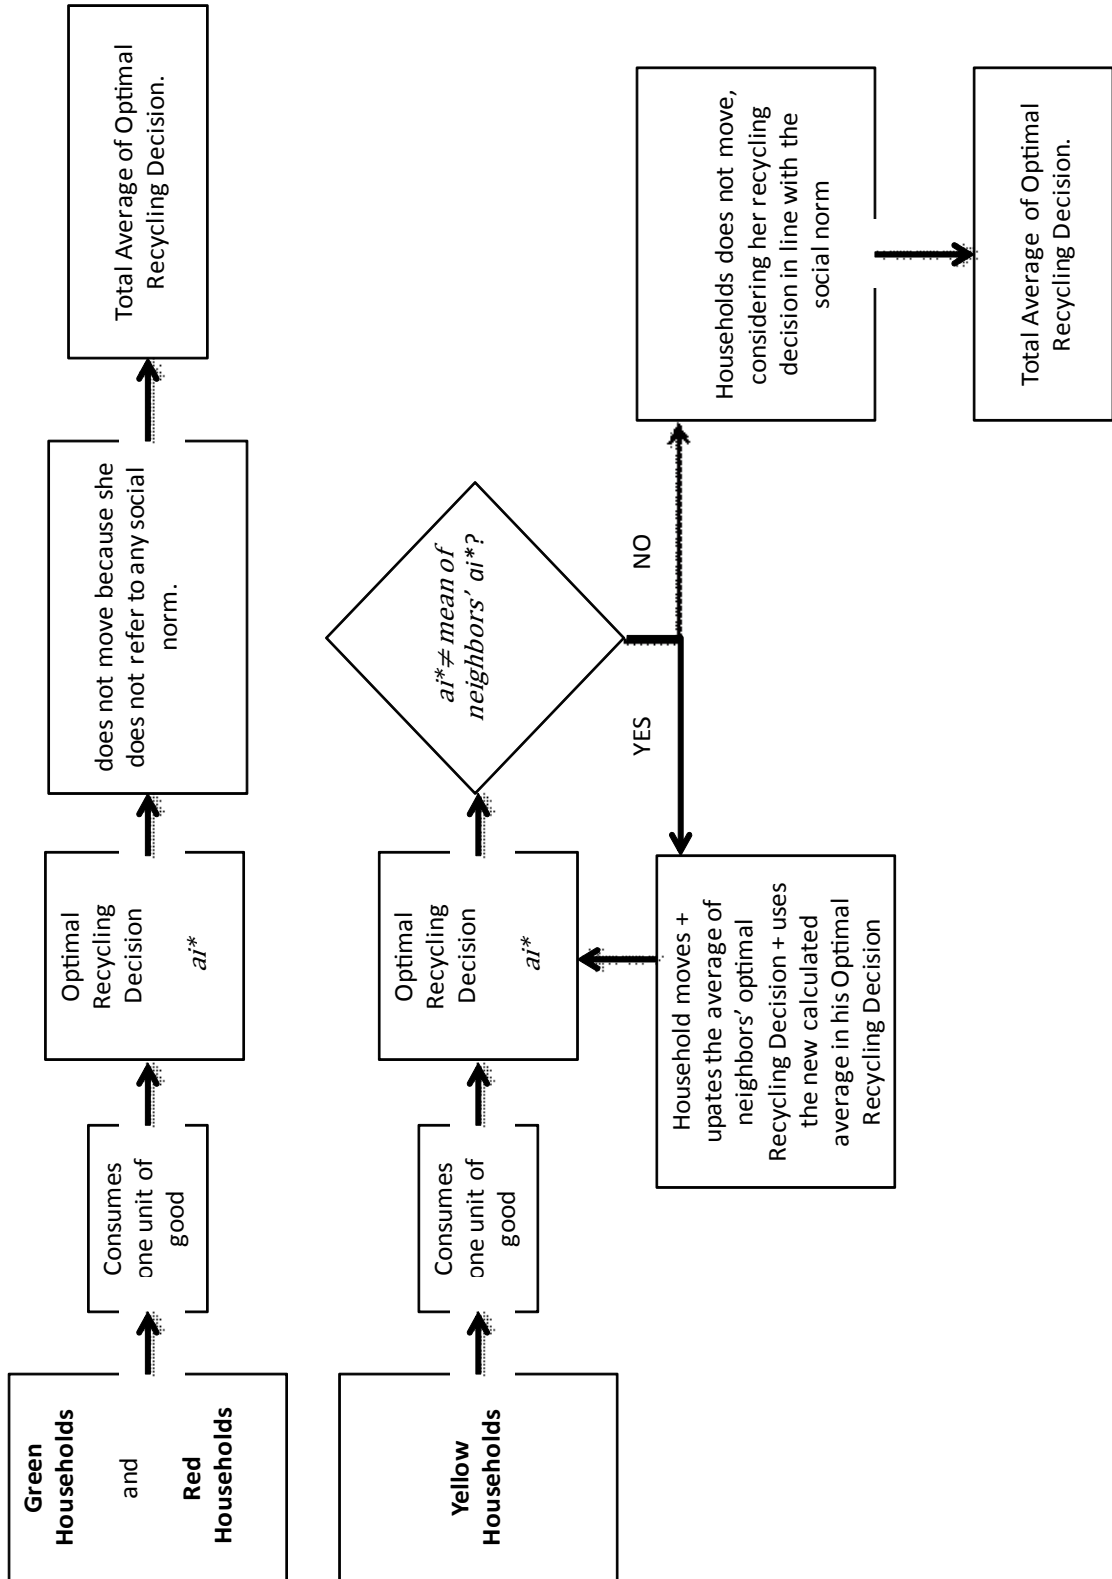 Green
Households
and
Red
Households
Consumes
one unit of
good
Optimal
Recycling
Decision
ai*
does not move because she
does not refer to any social
norm.
Total Average of Optimal
Recycling Decision.
Yellow
Households
Consumes
one unit of
good
Optimal
Recycling
Decision
ai*
ai*≠ mean of
neighbors’ ai*?
YES
NO
Household moves +
upates the average of
neighbors’ optimal
Recycling Decision + uses
the new calculated
average in his Optimal
Recycling Decision
Households does not move,
considering her recycling
decision in line with the
social norm
Total Average of Optimal
Recycling Decision.